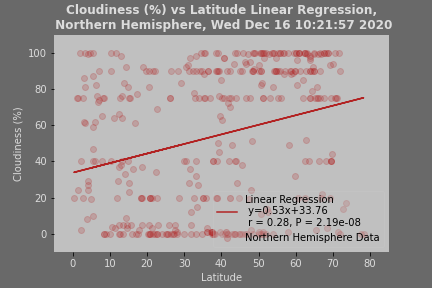 Cloudiness (%) vs Latitude Linear Regression,
Northern Hemisphere, Wed Dec 16 10:21:57 2020
100
80
60
40
20
0
Cloudiness (%)
Linear Regression
y=0.53x+33.76
r = 0.28, P = 2.19e-08
Northern Hemisphere Data
0 10 20 30 40 50 60 70 80
Latitude